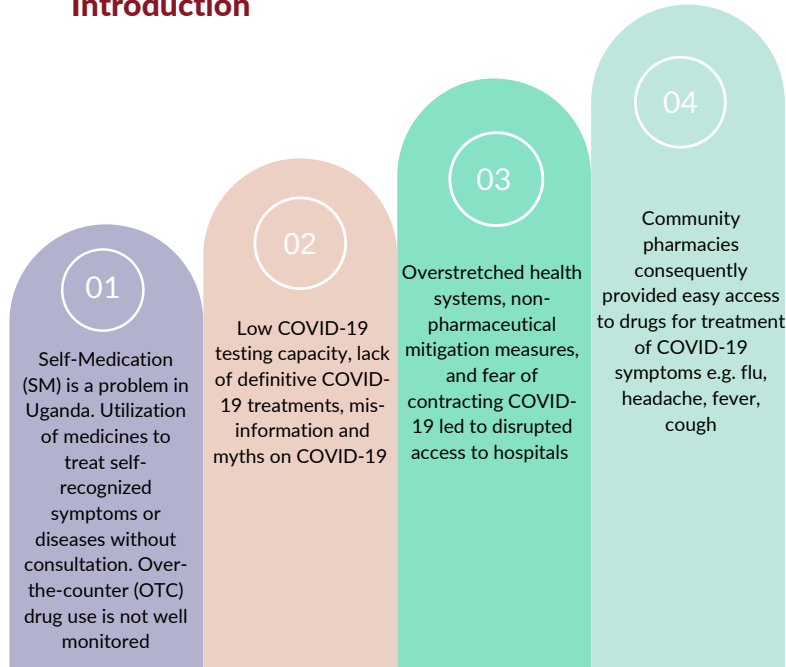 Introduction
01
Self-Medication
(SM) is a problem in
Uganda. Utilization
of medicines to
treat self-
recognized
symptoms or
diseases without
consultation. Over-
the-counter (OTC)
drug use is not well
monitored
02
Low COVID-19
testing capacity, lack
of definitive COVID-
19 treatments, mis-
information and
myths on COVID-19
03
Overstretched health
systems, non-
pharmaceutical
mitigation measures,
and fear of
contracting COVID-
19 led to disrupted
access to hospitals
04
Community
pharmacies
consequently
provided easy access
to drugs for treatment
of COVID-19
symptoms e.g. flu,
headache, fever,
cough